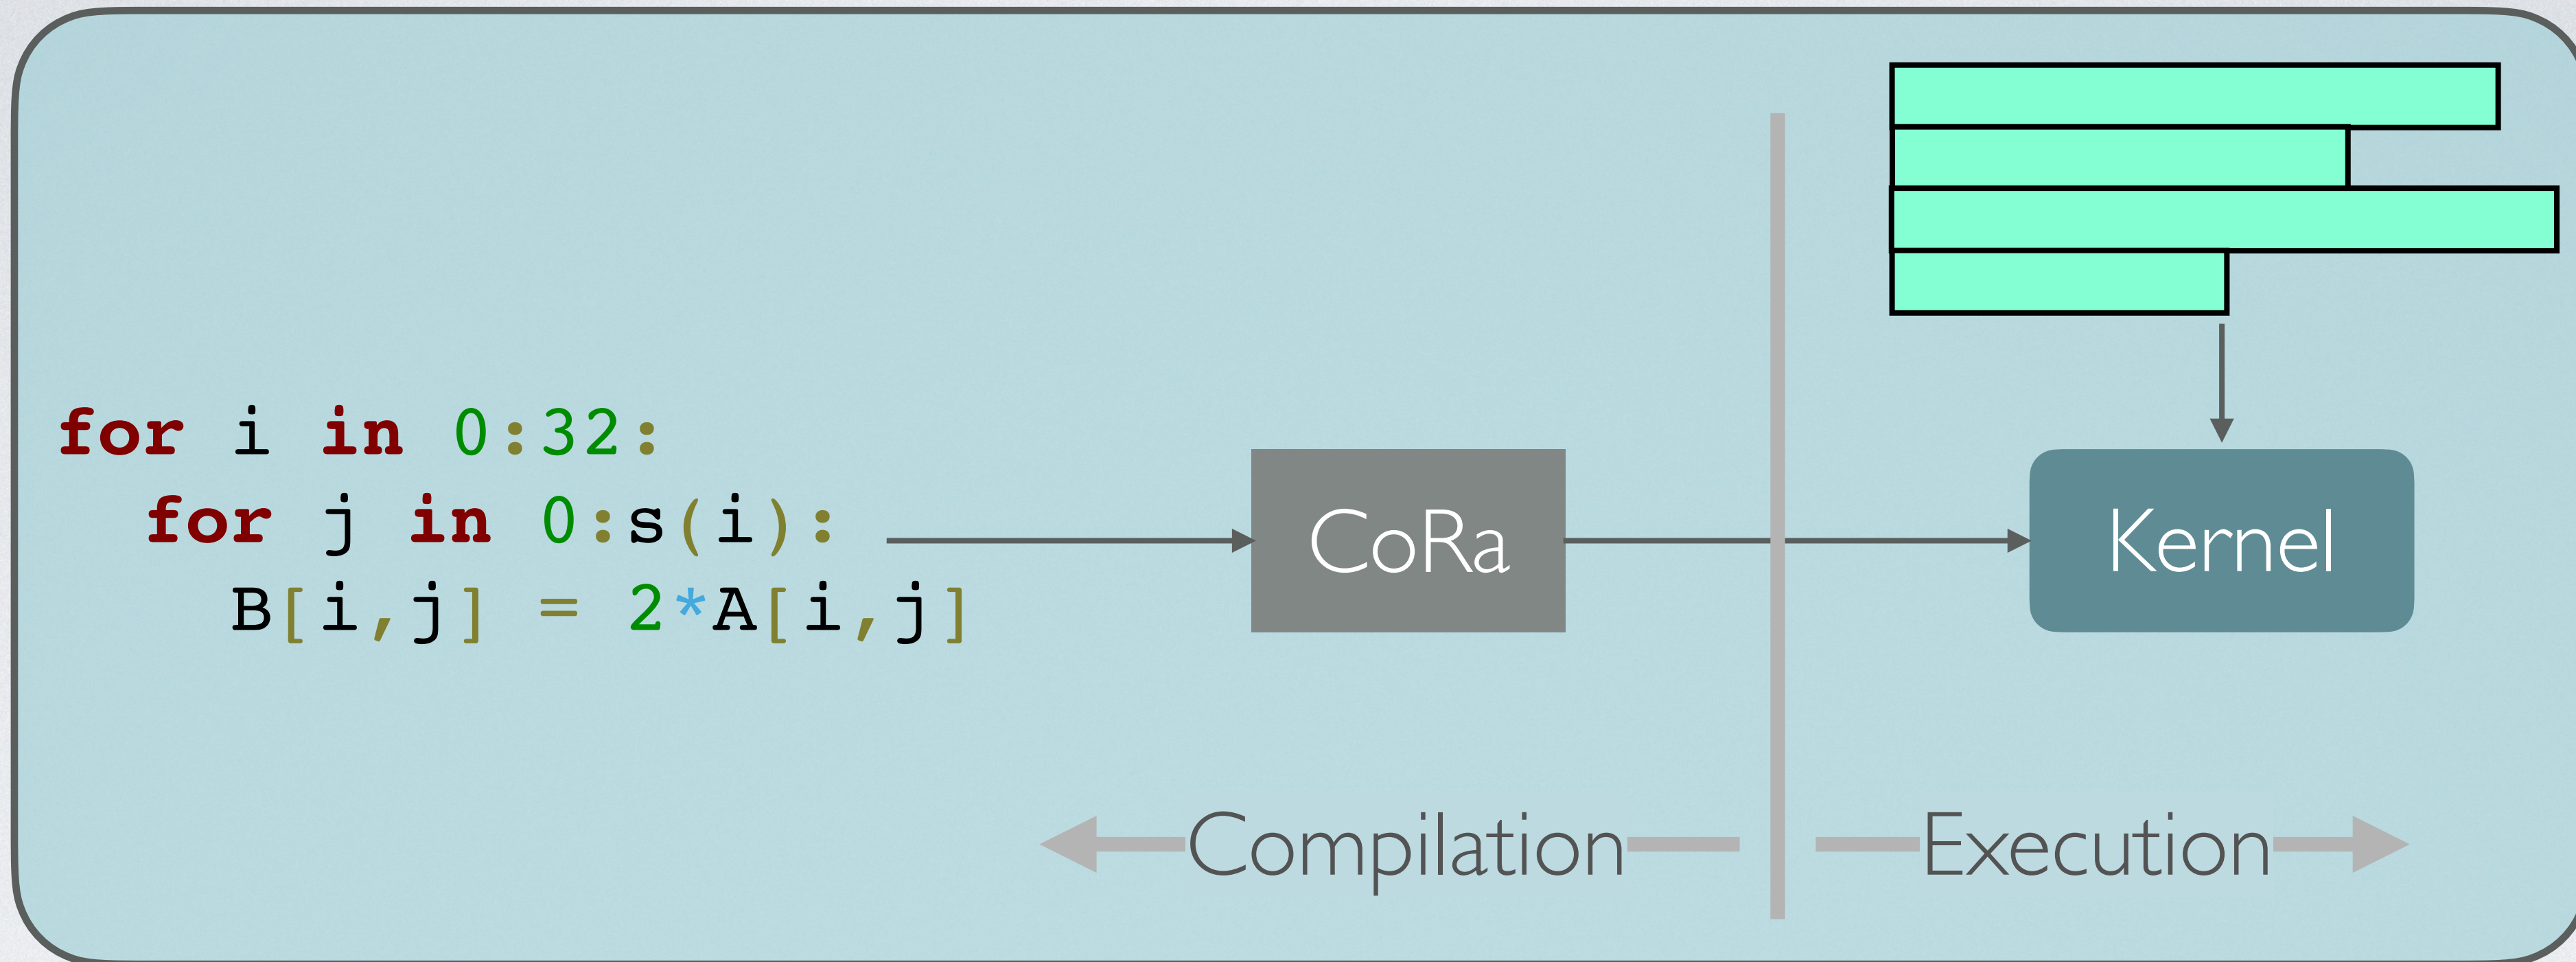 for i in 0:32:
for j in 0:s(i):
B[i,j] = 2*A[i,j]
CoRa
Kernel
Compilation
Execution